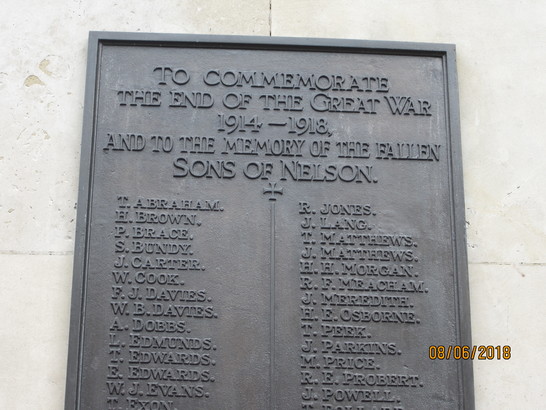 TO COMMEMORATE
THE END OF THE GREAT WAR
1914 — 1918,
AND TO THE MEMORY OF THE FALLEN
SONS OF NELSON.
T. ABRAHAM.
H. BROWN.
P. BRACE.
S. BUNDY.
J. CARTER.
W. COOK.
F. J. DAVIES.
W. B. DAVIES.
A. DOBBS.
L. EDMUNDS.
T. EDWARDS.
E. EDWARDS.
W. J. EVANS.
T. EXON.
R. JONES.
J. LANG.
T. MATTHEWS.
J. MATTHEWS.
H. H. MORGAN.
R. F. MEACHAM.
J. MEREDITH.
H. E. OSBORNE.
T. PEEK.
J. PARKINS.
M. PRICE.
R. E. PROBERT.
J. POWELL.
08/06/2018